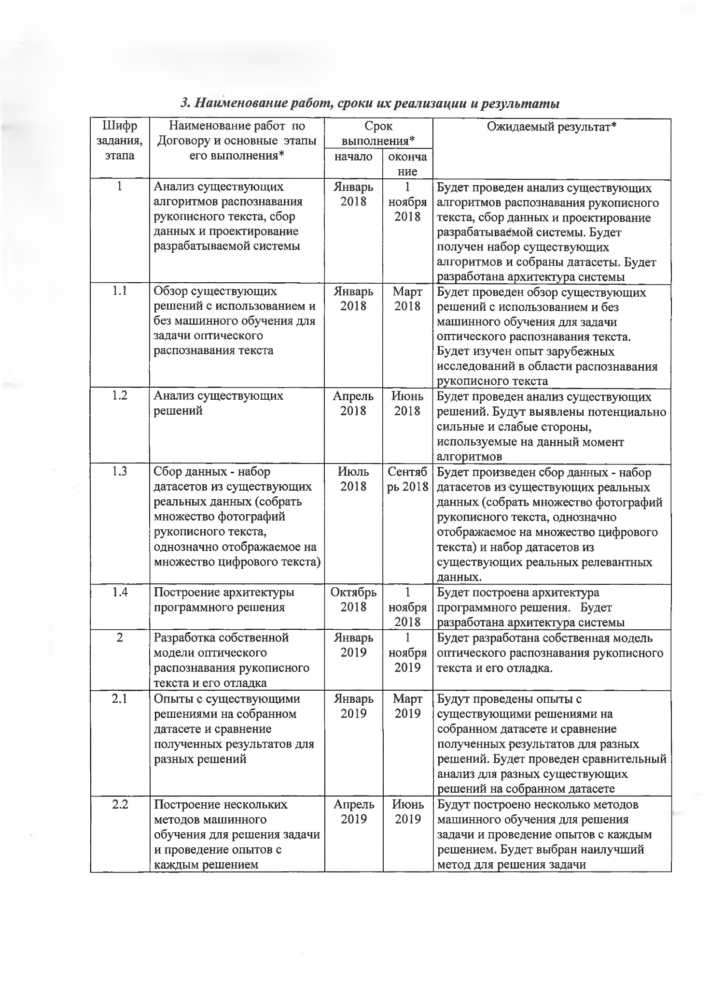 3. Наименование работ, сроки их реализации и результаты
Шифр
задания,
этапа
Наименование работ по
Договору и основные этапы
его выполнения*
Срок
выполнения*
начало
оконча
ние
Ожидаемый результат*
1
Анализ существующих
алгоритмов распознавания
рукописного текста, сбор
данных и проектирование
разрабатываемой системы
Январь
2018
1
ноября
2018
Будет проведен анализ существующих
алгоритмов распознавания рукописного
текста, сбор данных и проектирование
разрабатываемой системы. Будет
получен набор существующих
алгоритмов и собраны датасеты. Будет
разработана архитектура системы
1.1
Обзор существующих
решений с использованием и
без машинного обучения для
задачи оптического
распознавания текста
Январь
2018
Март
2018
Будет проведен обзор существующих
решений с использованием и без
машинного обучения для задачи
оптического распознавания текста.
Будет изучен опыт зарубежных
исследований в области распознавания
рукописного текста
1.2
Анализ существующих
решений
Апрель
2018
Июнь
2018
Будет проведен анализ существующих
решений. Будут выявлены потенциально
сильные и слабые стороны,
используемые на данный момент
алгоритмов
1.3
Сбор данных - набор
датасетов из существующих
реальных данных (собрать
множество фотографий
рукописного текста,
однозначно отображаемое на
множество цифрового текста)
Июль
2018
Сентяб
рь 2018
Будет произведен сбор данных - набор
датасетов из существующих реальных
данных (собрать множество фотографий
рукописного текста, однозначно
отображаемое на множество цифрового
текста) и набор датасетов из
существующих реальных релевантных
данных.
1.4
Построение архитектуры
программного решения
Октябрь
2018
1
ноября
2018
Будет построена архитектура
программного решения. Будет
разработана архитектура системы
2
Разработка собственной
модели оптического
распознавания рукописного
текста и его отладка
Январь
2019
1
ноября
2019
Будет разработана собственная модель
оптического распознавания рукописного
текста и его отладка.
2.1
Опыты с существующими
решениями на собранном
датасете и сравнение
полученных результатов для
разных решений
Январь
2019
Март
2019
Будут проведены опыты с
существующими решениями на
собранном датасете и сравнение
полученных результатов для разных
решений. Будет проведен сравнительный
анализ для разных существующих
решений на собранном датасете
2.2
Построение нескольких
методов машинного
обучения для решения задачи
и проведение опытов с
каждым решением
Апрель
2019
Июнь
2019
Будут построено несколько методов
машинного обучения для решения
задачи и проведение опытов с каждым
решением. Будет выбран наилучший
метод для решения задачи